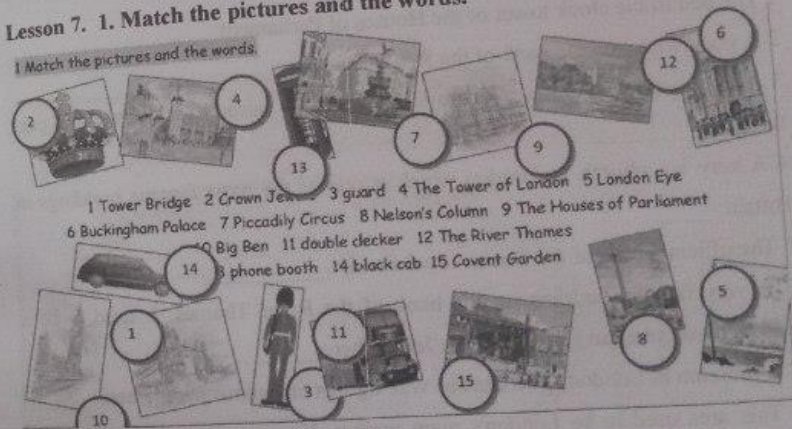 Lesson 7. 1. Match the pictures and the words.
1 Match the pictures and the words.
6
12
2
4
7
9
13
1 Tower Bridge 2 Crown 3 guard 4 The Tower of London 5 London Eye
6 Buckingham Palace 7 Piccadily Circus 8 Nelson's Column 9 The Houses of Parliament
Big Ben 11 double clecker 12 The River Thames
phone booth 14 black cab 15 Covent Garden
14
5
1
11
8
15
3
10